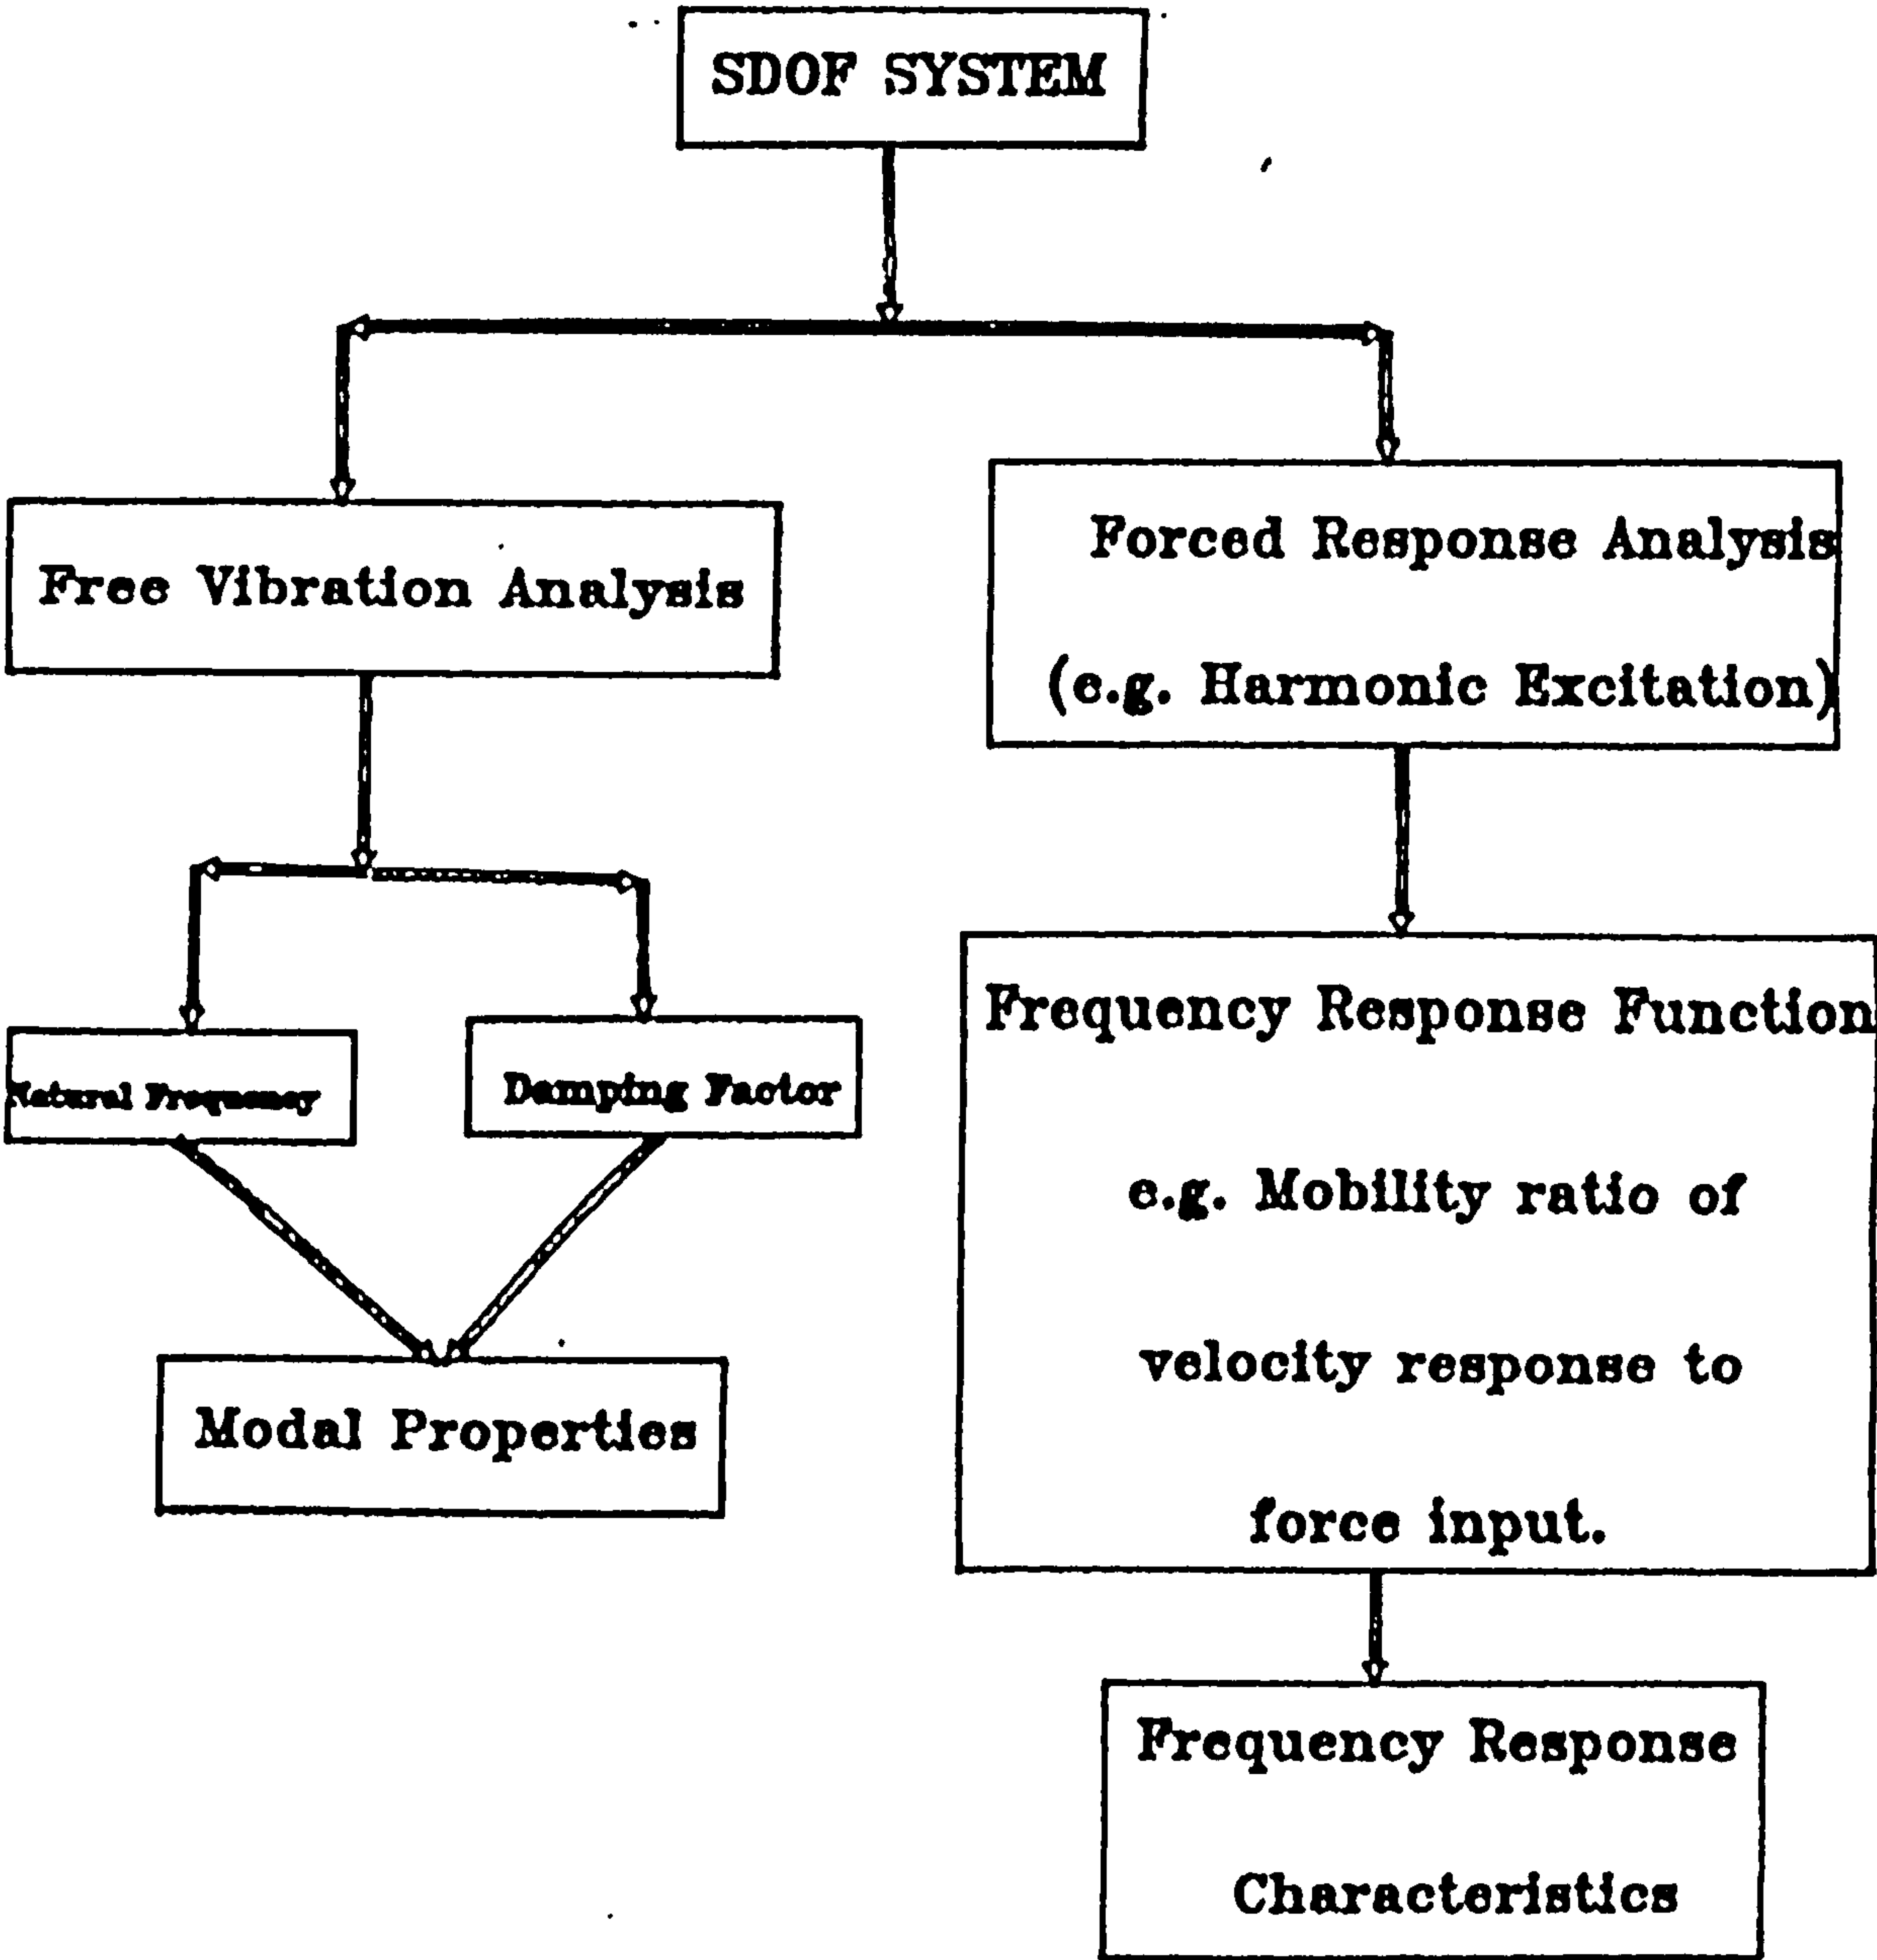 SDOF SYSTEM
Free Vibration Analysis
Forced Response Analysis
(e.g. Harmonic Excitation)
Natural Frequency
Damping Factor
Modal Properties
Frequency Response Function
e.g. Mobility ratio of
velocity response to
force input.
Frequency Response
Characteristics